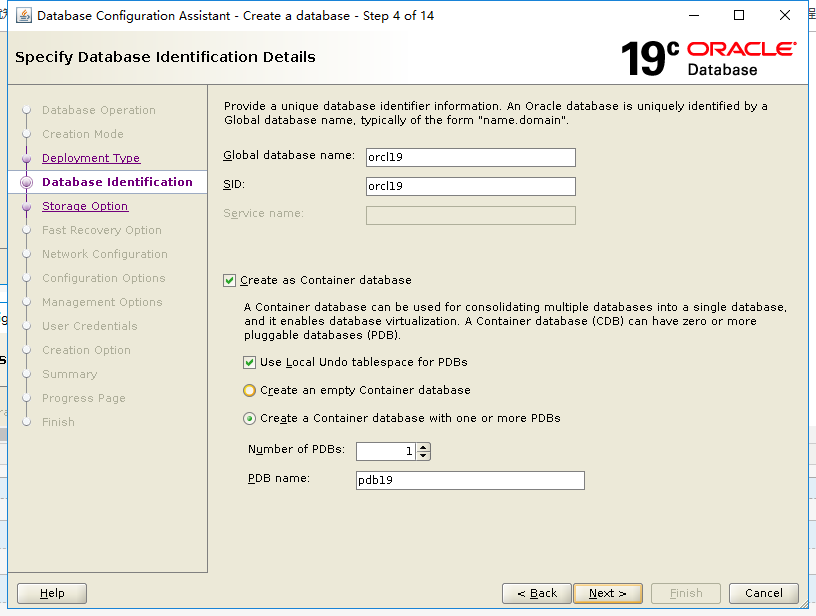 Database Configuration Assistant - Create a database - Step 4 of 14
Specify Database Identification Details
19c ORACLE
Database
Database Operation
Creation Mode
Deployment Type
Database Identification
Storage Option
Fast Recovery Option
Network Configuration
Configuration Options
Management Options
User Credentials
Creation Option
Summary
Progress Page
Finish
Provide a unique database identifier information. An Oracle database is uniquely identified by a
Global database name, typically of the form "name.domain".
Global database name: orcl19
SID: orcl19
Service name:
Create as Container database
A Container database can be used for consolidating multiple databases into a single database,
and it enables database virtualization. A Container database (CDB) can have zero or more
pluggable databases (PDB).
Use Local Undo tablespace for PDBs
Create an empty Container database
Create a Container database with one or more PDBs
Number of PDBs: 1
PDB name: pdb19
Help
< Back
Next >
Finish
Cancel